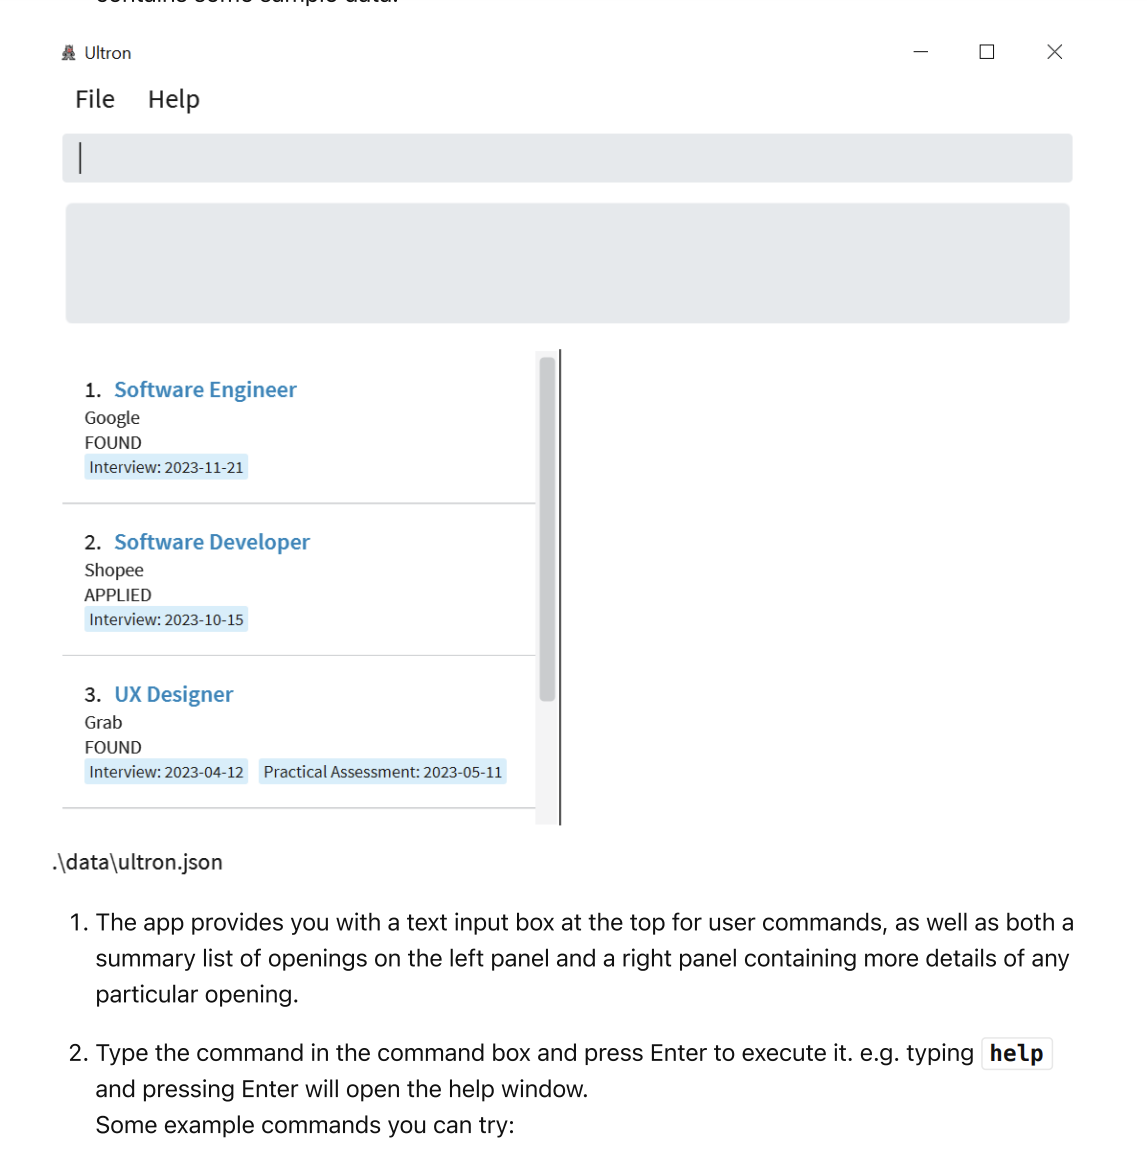 contains some sample data.
Ultron
File Help
1. Software Engineer
Google
FOUND
Interview: 2023-11-21
2. Software Developer
Shopee
APPLIED
Interview: 2023-10-15
3. UX Designer
Grab
FOUND
Interview: 2023-04-12 Practical Assessment: 2023-05-11
.\data\ultron.json
1. The app provides you with a text input box at the top for user commands, as well as both a
summary list of openings on the left panel and a right panel containing more details of any
particular opening.
2. Type the command in the command box and press Enter to execute it. e.g. typing help
and pressing Enter will open the help window.
Some example commands you can try: